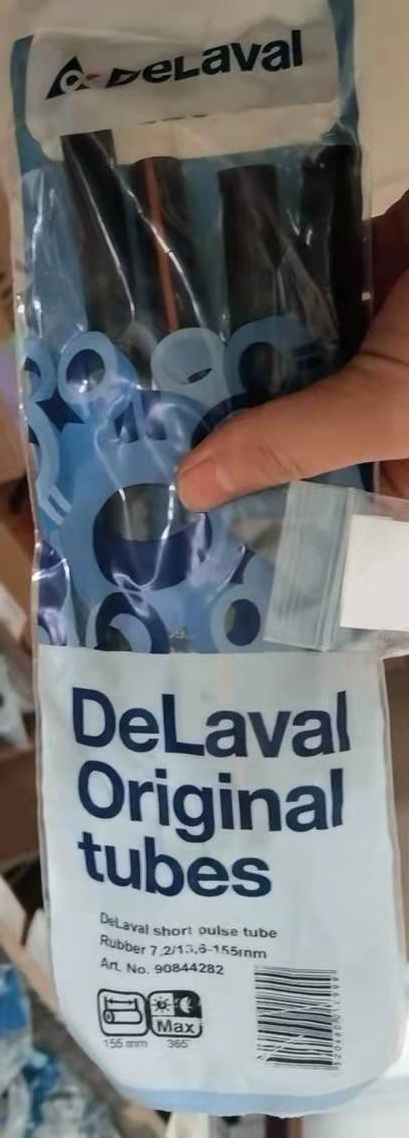 DeLaval
DeLaval
Original
tubes
DeLaval short pulse tube
Rubber 7,2/13,6-155mm
Art. No. 90844282
Max
155 mm
365